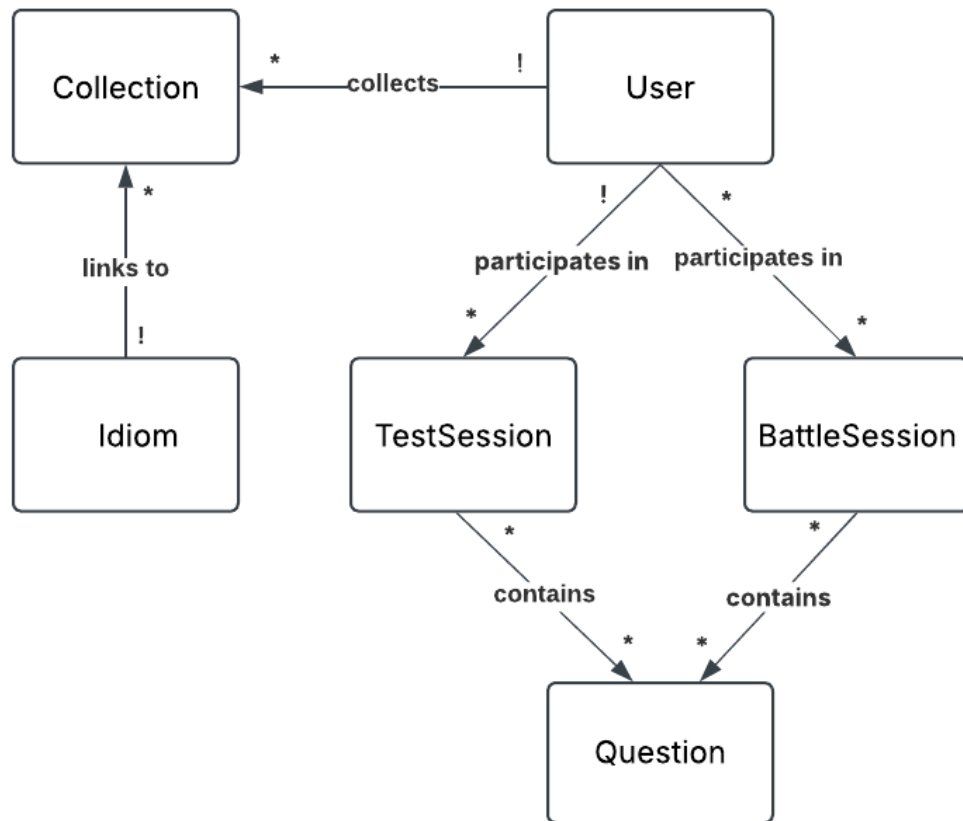 * !
Collection collects User
* ! *
links to participates in participates in
! * *
Idiom TestSession BattleSession
* *
contains contains
* *
Question